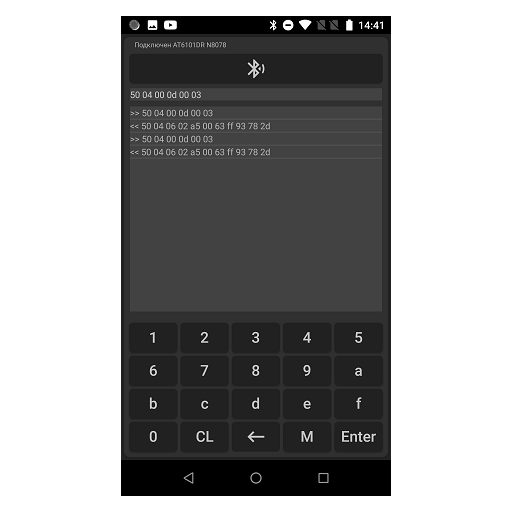 14:41
Подключен AT6101DR N8078
50 04 00 0d 00 03
>> 50 04 00 0d 00 03
<< 50 04 06 02 a5 00 63 ff 93 78 2d
>> 50 04 00 0d 00 03
<< 50 04 06 02 a5 00 63 ff 93 78 2d
1 2 3 4 5
6 7 8 9 a
b c d e f
0 CL ← M Enter